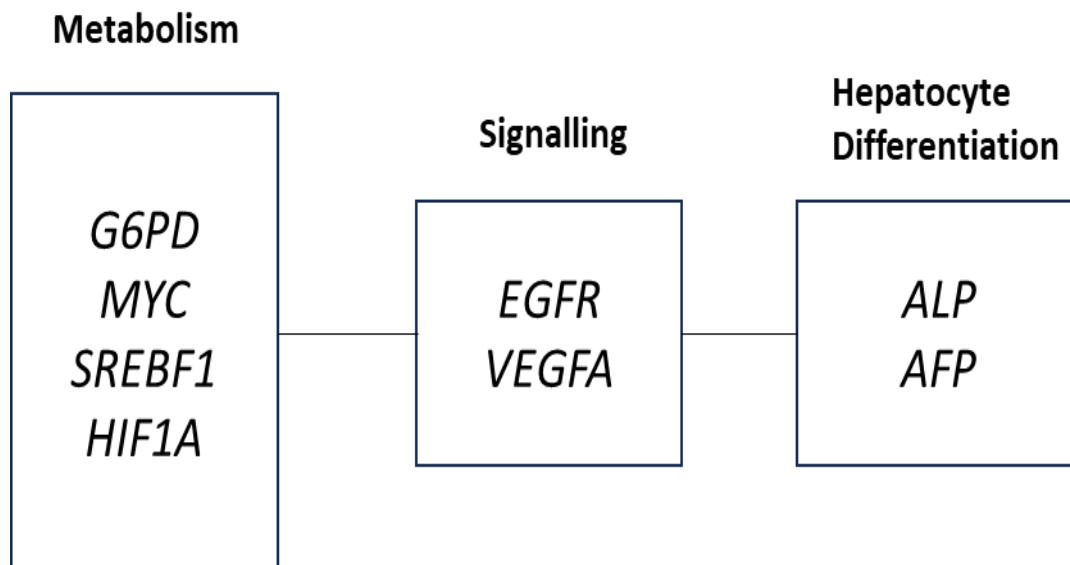 Metabolism
G6PD
MYC
SREBF1
HIF1A
Signalling
EGFR
VEGFA
Hepatocyte
Differentiation
ALP
AFP